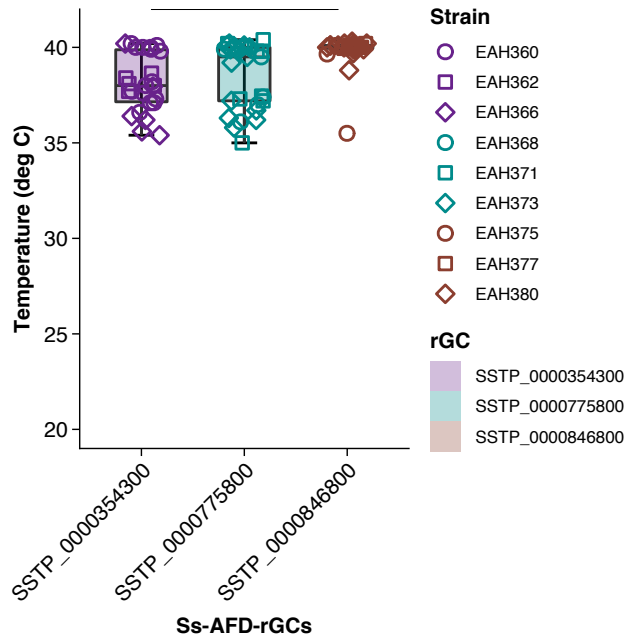 Temperature (deg C)
40
35
30
25
20
SSTP_0000354300
SSTP_0000775800
SSTP_0000846800
Ss-AFD-rGCs
Strain
EAH360
EAH362
EAH366
EAH368
EAH371
EAH373
EAH375
EAH377
EAH380
rGC
SSTP_0000354300
SSTP_0000775800
SSTP_0000846800